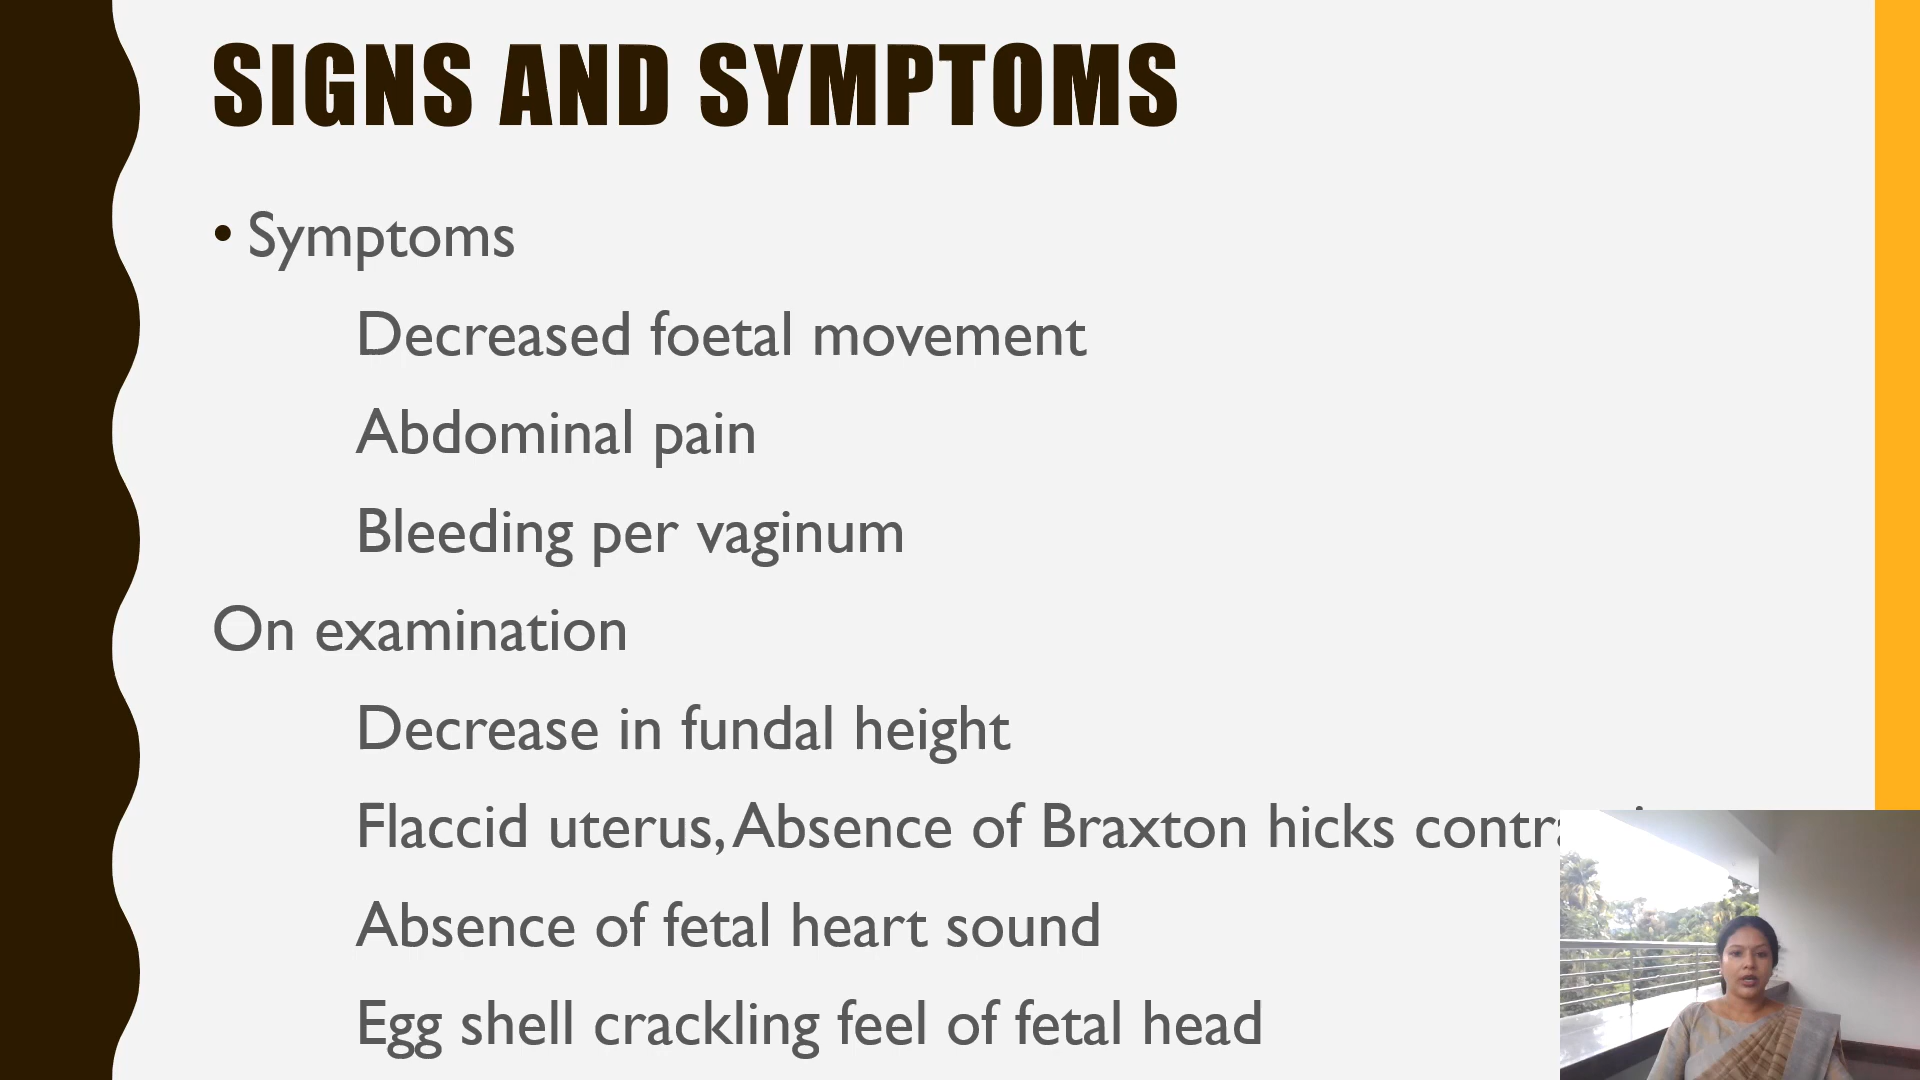 SIGNS AND SYMPTOMS
• Symptoms
Decreased foetal movement
Abdominal pain
Bleeding per vaginum
On examination
Decrease in fundal height
Flaccid uterus, Absence of Braxton hicks
Absence of fetal heart sound
Egg shell crackling feel of fetal head